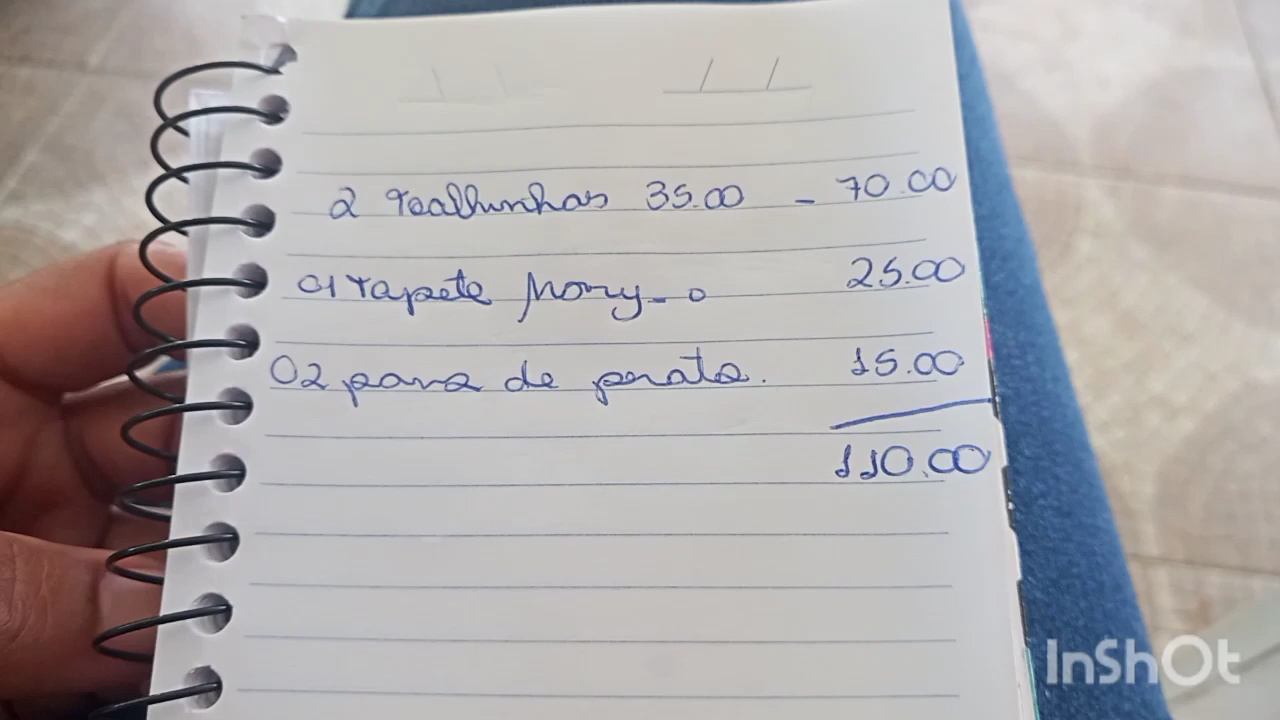 2 toalhinhas 35.00 - 70.00
01 tapete Mony-o 25.00
02 pano de prato. 15.00
110.00
InShOt